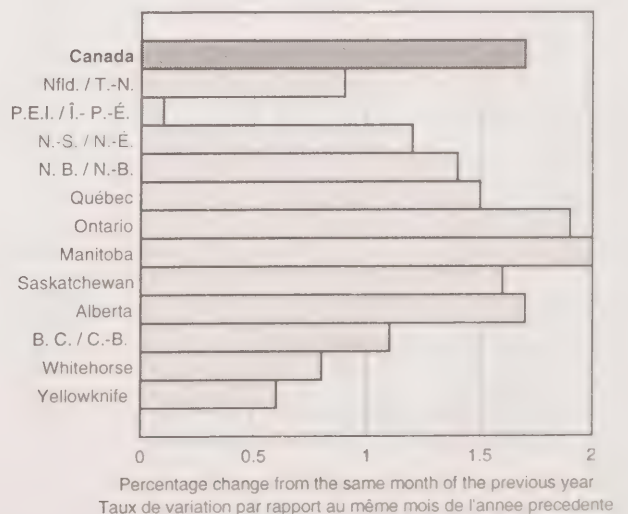 Canada
Nfld. / T.-N.
P.E.I. / Î.- P.-É.
N.-S. / N.-É.
N. B. / N.-B.
Québec
Ontario
Manitoba
Saskatchewan
Alberta
B. C. / C.-B.
Whitehorse
Yellowknife
0 0.5 1 1.5 2
Percentage change from the same month of the previous year
Taux de variation par rapport au même mois de l'annee precedente